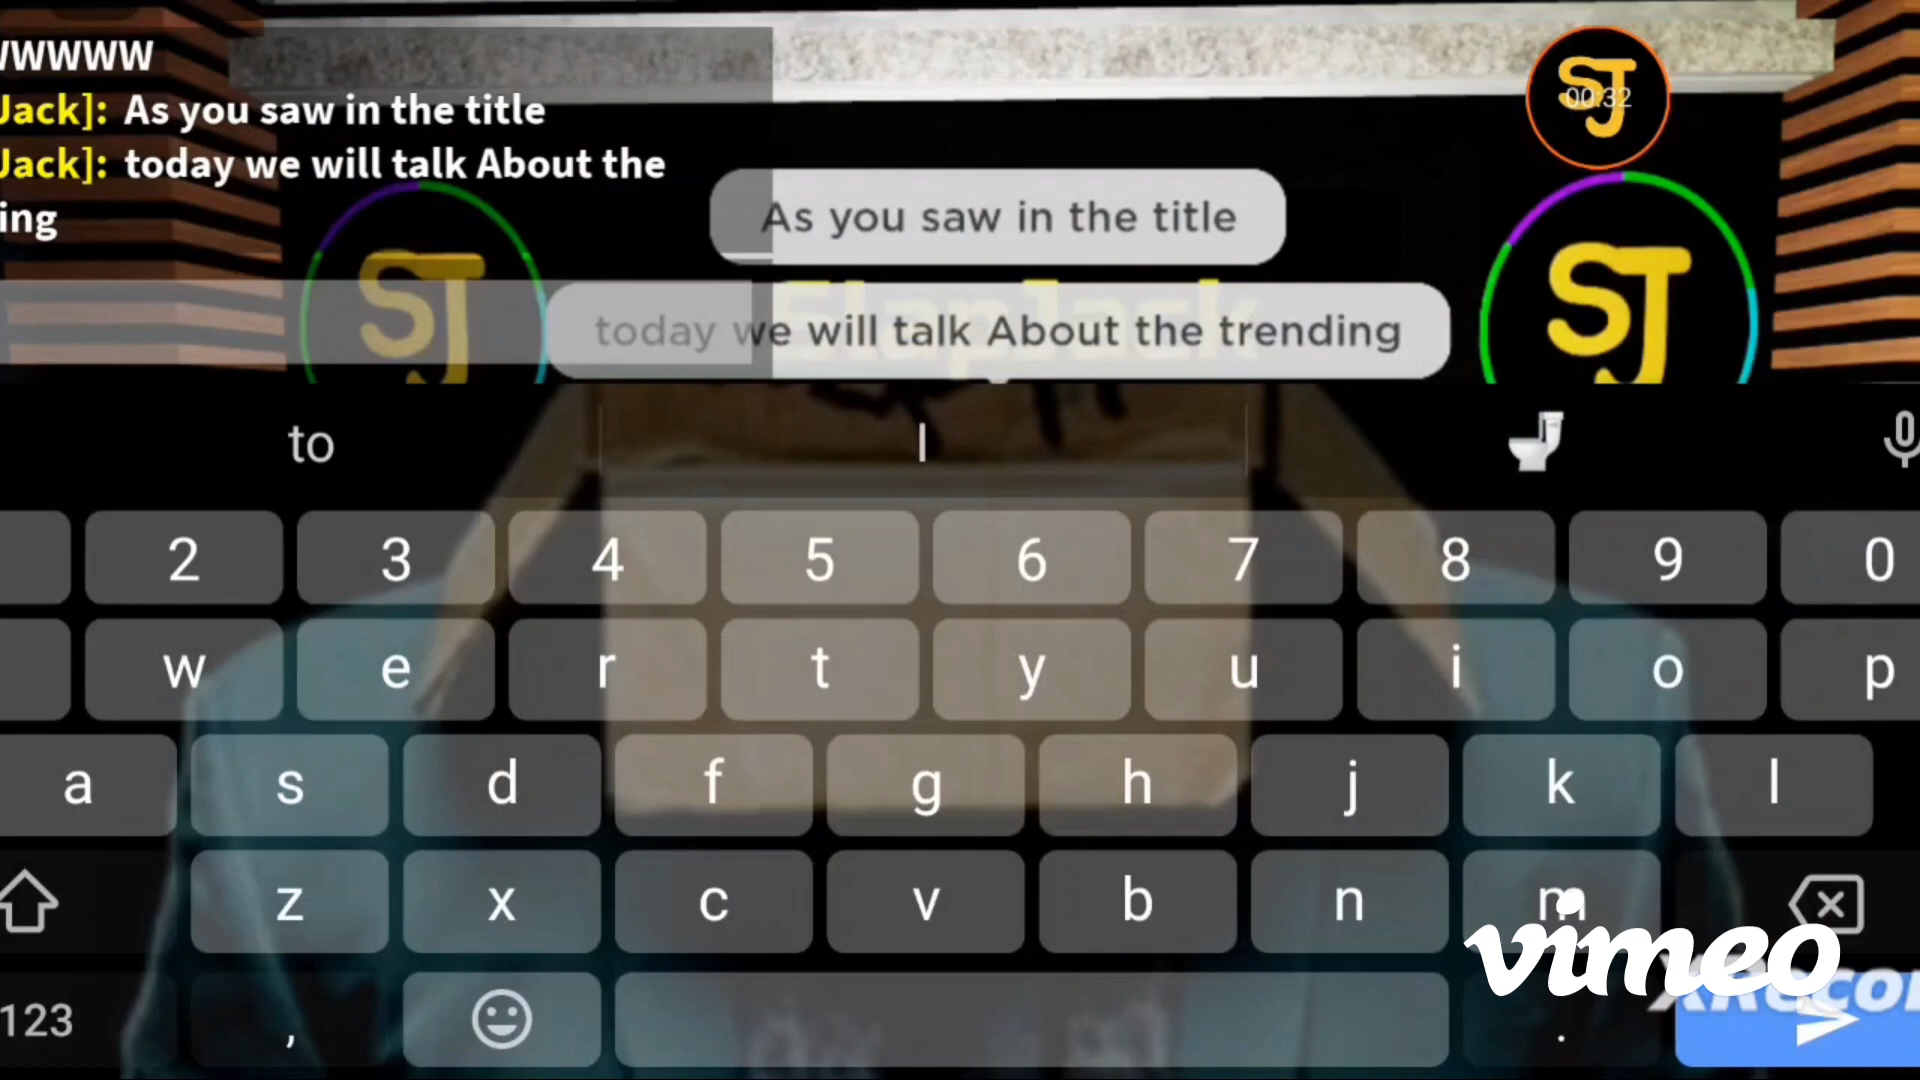 WWWWW
Jack]: As you saw in the title
Jack]: today we will talk About the
ing
SJ
00:32
As you saw in the title
SlapJack
today we will talk About the trending
SJ
SJ
to
I
2 3 4 5 6 7 8 9 0
w e r t y u i o p
a s d f g h j k l
z x c v b n m
vimeo
XRecor
123 , .